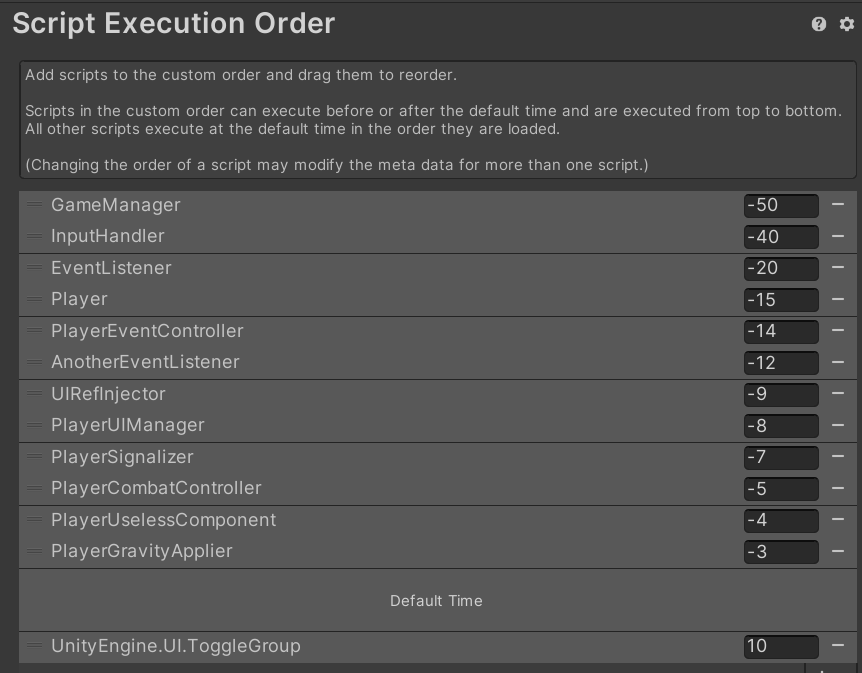 Script Execution Order
Add scripts to the custom order and drag them to reorder.
Scripts in the custom order can execute before or after the default time and are executed from top to bottom.
All other scripts execute at the default time in the order they are loaded.
(Changing the order of a script may modify the meta data for more than one script.)
GameManager -50
InputHandler -40
EventListener -20
Player -15
PlayerEventController -14
AnotherEventListener -12
UIRefInjector -9
PlayerUIManager -8
PlayerSignalizer -7
PlayerCombatController -5
PlayerUselessComponent -4
PlayerGravityApplier -3
Default Time
UnityEngine.UI.ToggleGroup 10